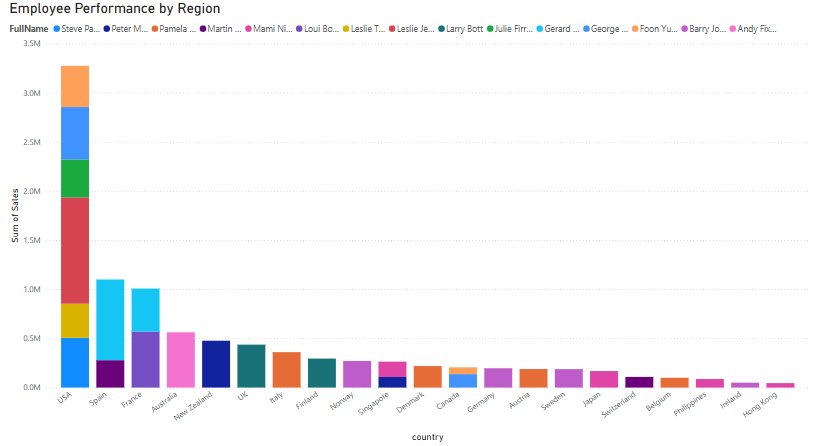 Employee Performance by Region
FullName Steve Pa... Peter M... Pamela ... Martin ... Mami Ni... Loui Bo... Leslie T... Leslie Je... Larry Bott Julie Firr... Gerard ... George ... Foon Yu... Barry Jo... Andy Fix...
3.5M
3.0M
2.5M
2.0M
1.5M
1.0M
0.5M
0.0M
Sum of Sales
USA
Spain
France
Australia
New Zealand
UK
Italy
Finland
Norway
Singapore
Denmark
Canada
Germany
Austria
Sweden
Japan
Switzerland
Belgium
Philippines
Ireland
Hong Kong
country